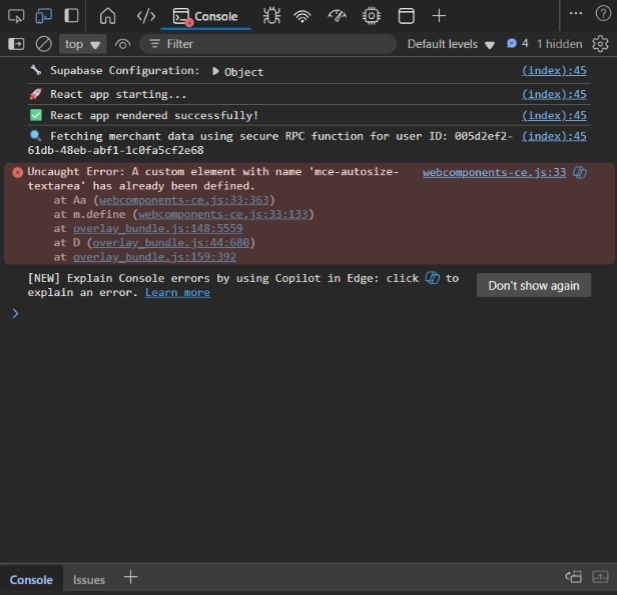 Console
top
Filter
Default levels
4
1 hidden
Supabase Configuration: Object (index):45
React app starting... (index):45
React app rendered successfully! (index):45
Fetching merchant data using secure RPC function for user ID: 005d2ef2- (index):45
61db-48eb-abf1-1c0fa5cf2e68
Uncaught Error: A custom element with name 'mce-autosize- webcomponents-ce.js:33
textarea' has already been defined.
at Aa (webcomponents-ce.js:33:363)
at m.define (webcomponents-ce.js:33:133)
at overlay_bundle.js:148:5559
at D (overlay_bundle.js:44:680)
at overlay_bundle.js:159:392
[NEW] Explain Console errors by using Copilot in Edge: click to
explain an error. Learn more
Don't show again
Console
Issues